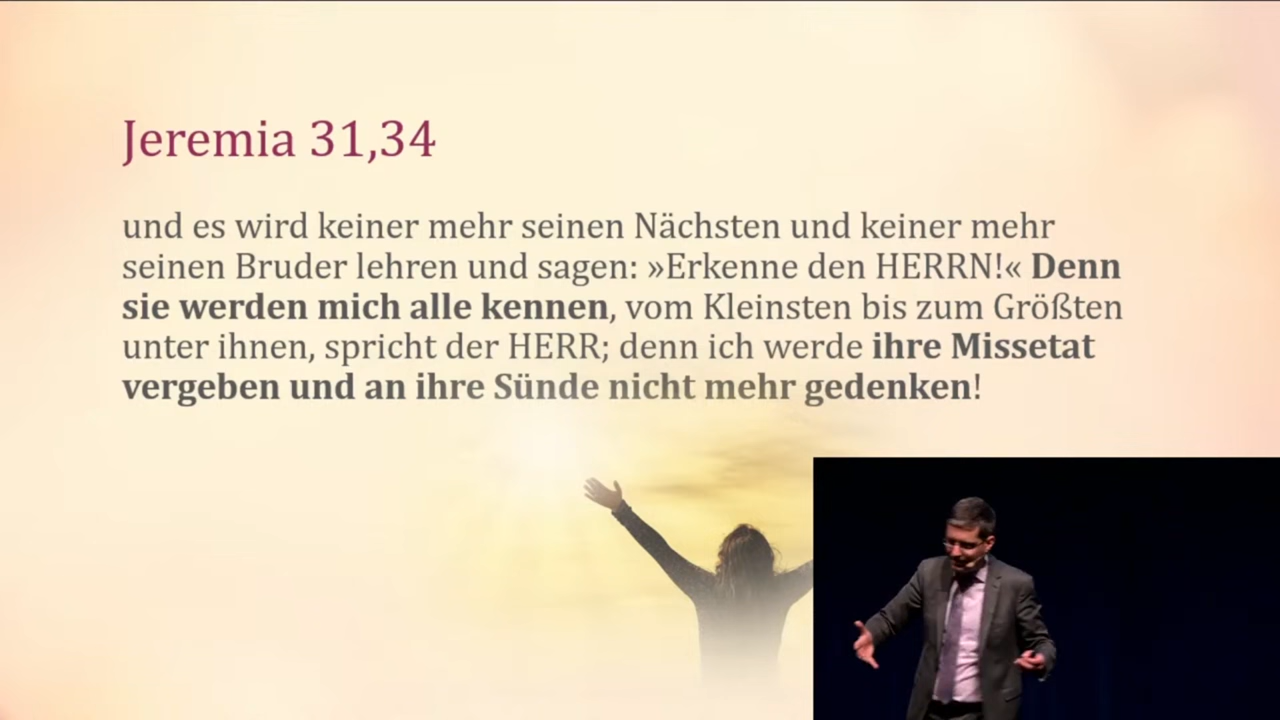 Jeremia 31,34
und es wird keiner mehr seinen Nächsten und keiner mehr
seinen Bruder lehren und sagen: »Erkenne den HERRN!« Denn
sie werden mich alle kennen, vom Kleinsten bis zum Größten
unter ihnen, spricht der HERR; denn ich werde ihre Missetat
vergeben und an ihre Sünde nicht mehr gedenken!